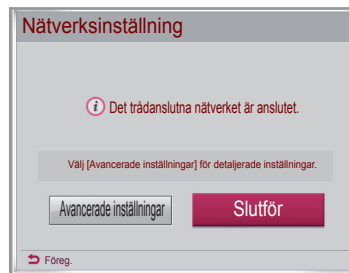 Nätverksinställning
Det trådanslutna nätverket är anslutet.
Välj [Avancerade inställningar] för detaljerade inställningar.
Avancerade inställningar
Slutför
Föreg.